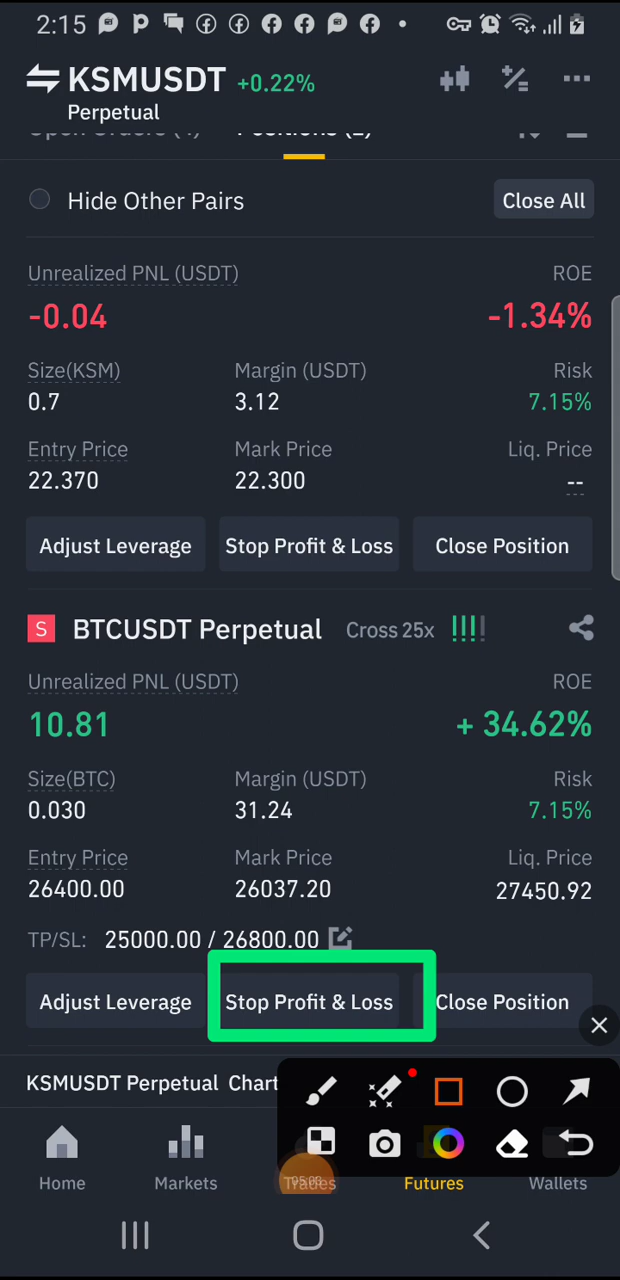 2:15
KSMUSDT +0.22%
Perpetual
Hide Other Pairs Close All
Unrealized PNL (USDT) ROE
-0.04 -1.34%
Size(KSM) Margin (USDT) Risk
0.7 3.12 7.15%
Entry Price Mark Price Liq. Price
22.370 22.300 --
Adjust Leverage Stop Profit & Loss Close Position
S BTCUSDT Perpetual Cross 25x
Unrealized PNL (USDT) ROE
10.81 + 34.62%
Size(BTC) Margin (USDT) Risk
0.030 31.24 7.15%
Entry Price Mark Price Liq. Price
26400.00 26037.20 27450.92
TP/SL: 25000.00 / 26800.00
Adjust Leverage Stop Profit & Loss Close Position
KSMUSDT Perpetual Chart
Home Markets Trades Futures Wallets